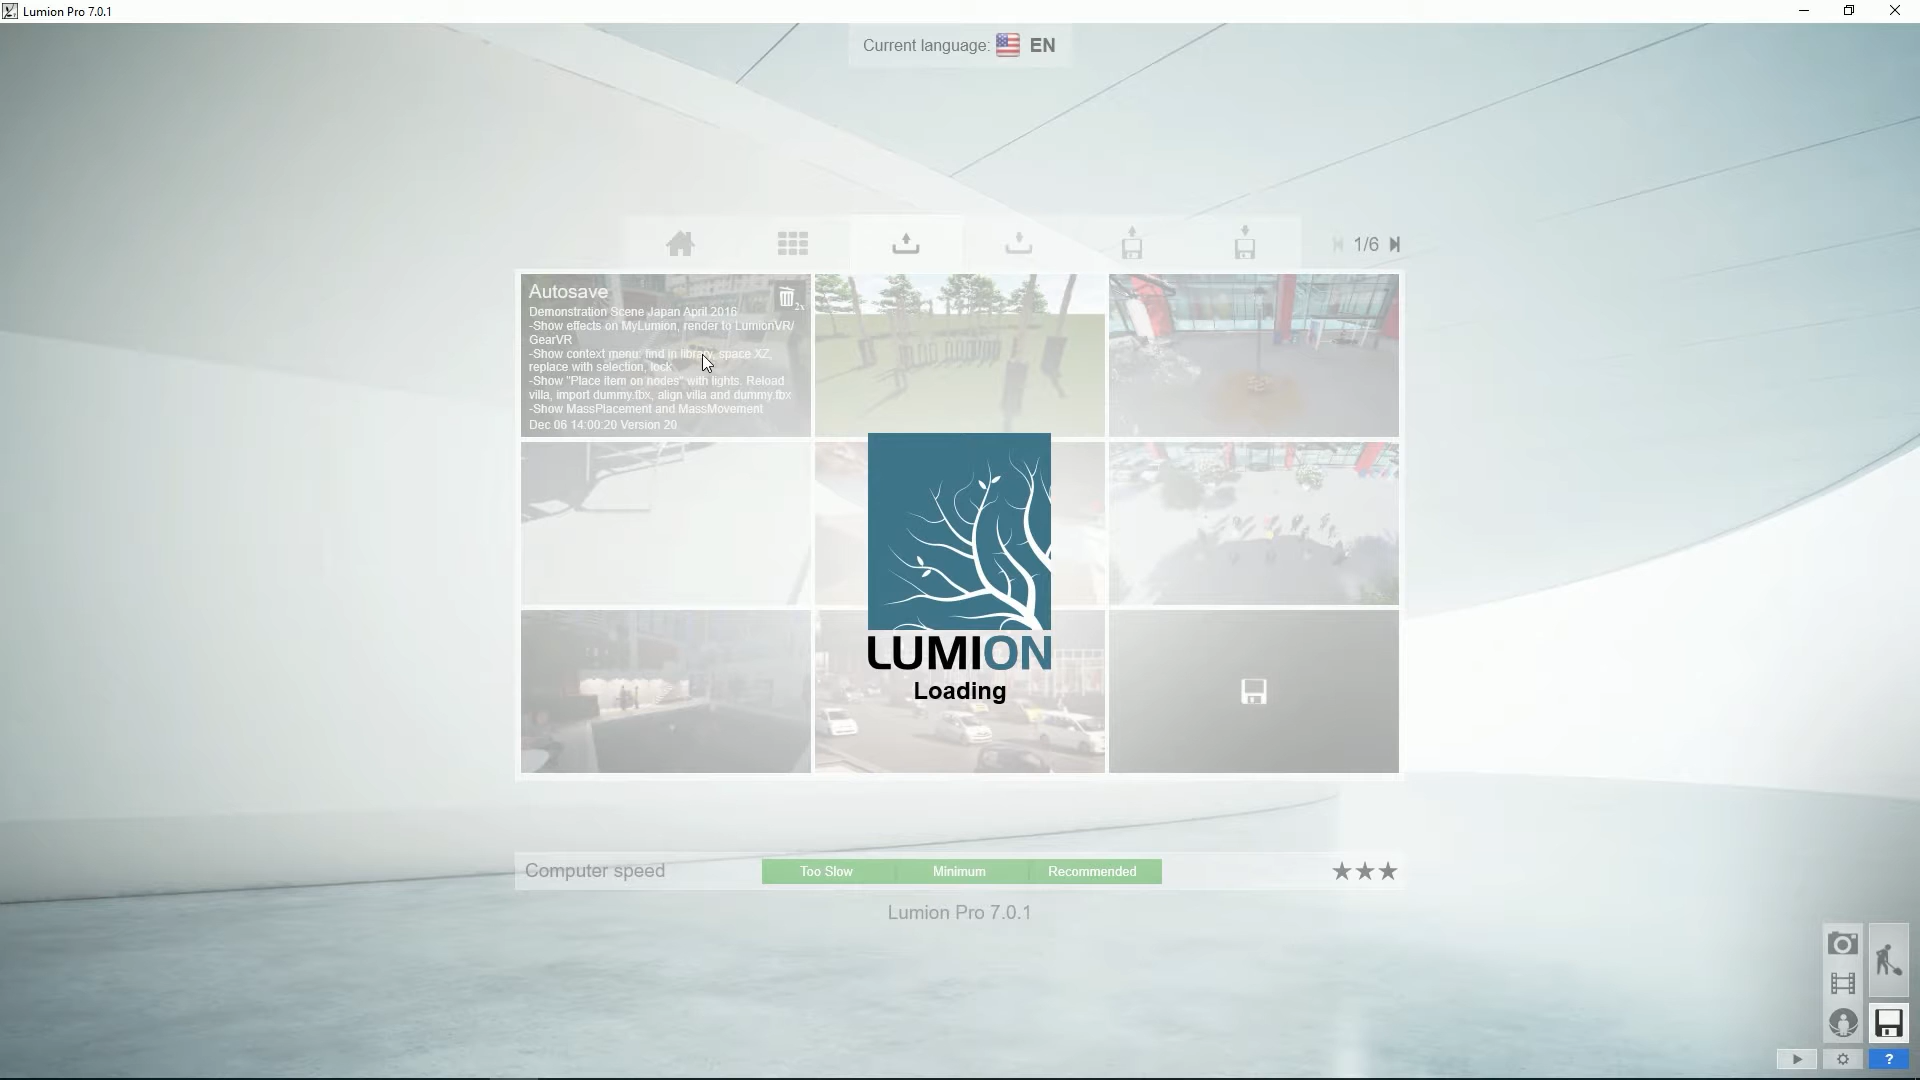 Lumion Pro 7.0.1
Current language: EN
1/6
Autosave
2x
Demonstration Scene Japan April 2016
-Show effects on MyLumion, render to LumionVR/
GearVR
-Show context menu: find in library, space XZ,
replace with selection, lock
-Show "Place item on nodes" with lights. Reload
villa, import dummy.fbx, align villa and dummy.fbx
-Show MassPlacement and MassMovement
Dec 06 14:00:20 Version 20
LUMION
Loading
Computer speed
Too Slow
Minimum
Recommended
Lumion Pro 7.0.1
?